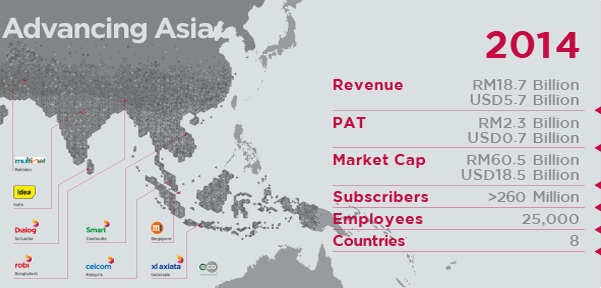 Advancing Asia
2014
Revenue RM18.7 Billion
USD5.7 Billion
PAT RM2.3 Billion
USD0.7 Billion
Market Cap RM60.5 Billion
USD18.5 Billion
Subscribers >260 Million
Employees 25,000
Countries 8
multinet
Pakistan
idea
India
Dialog
Sri Lanka
Smart
Cambodia
Singapore
robi
Bangladesh
celcom
Malaysia
xl axiata
Indonesia